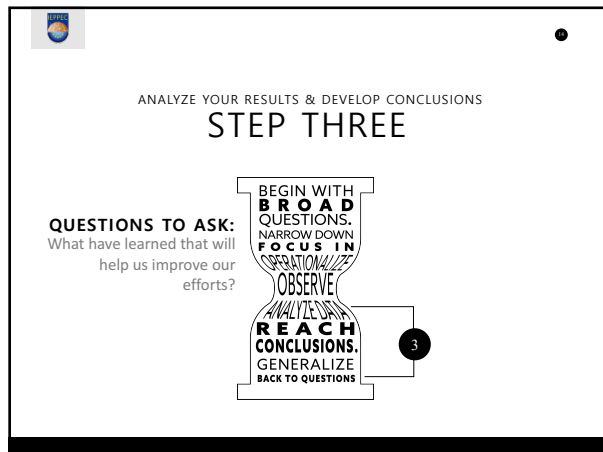 IEPPEC
14
ANALYZE YOUR RESULTS & DEVELOP CONCLUSIONS
STEP THREE
QUESTIONS TO ASK:
What have learned that will
help us improve our
efforts?
BEGIN WITH
BROAD
QUESTIONS.
NARROW DOWN
FOCUS IN
OPERATIONALIZE
OBSERVE
ANALYZE DATA
REACH
CONCLUSIONS.
GENERALIZE
BACK TO QUESTIONS
3